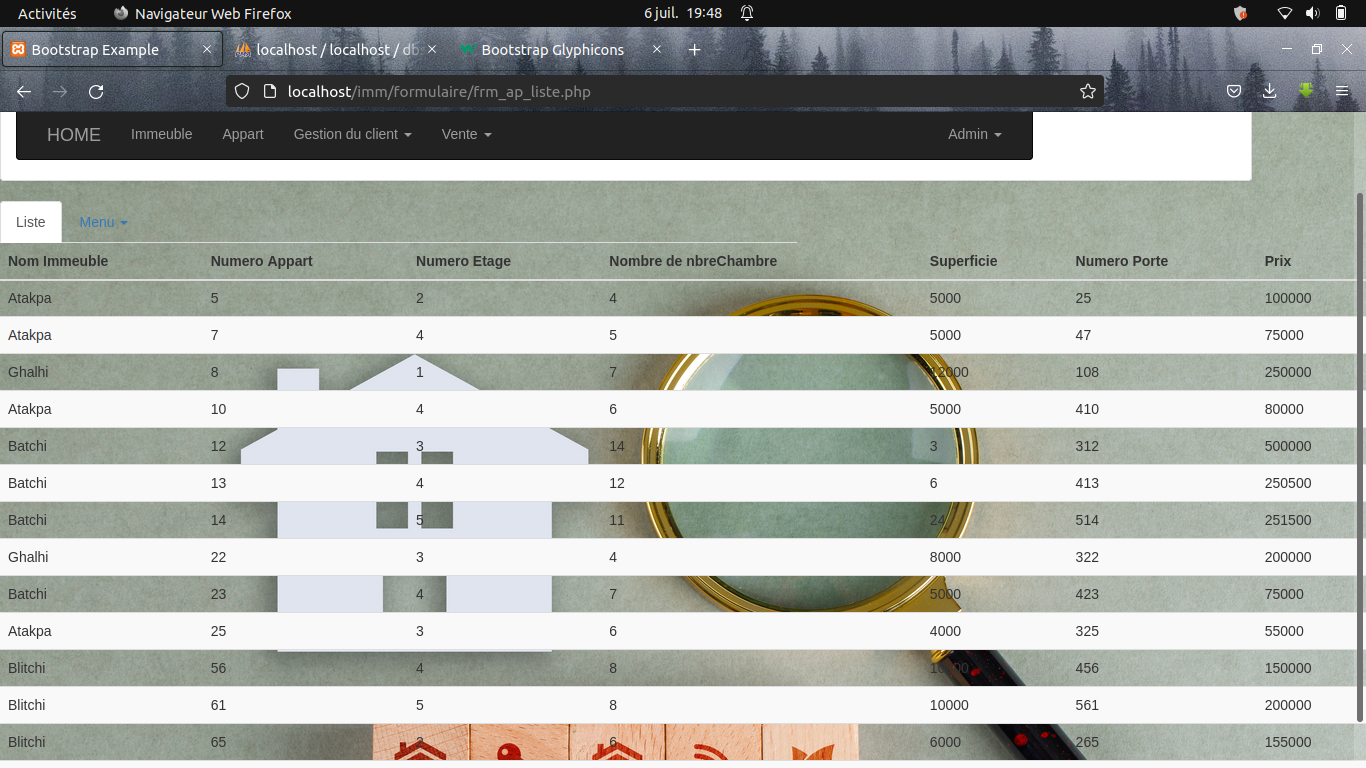 Activités Navigateur Web Firefox 6 juil. 19:48
Bootstrap Example localhost / localhost / db Bootstrap Glyphicons
localhost/imm/formulaire/frm_ap_liste.php
HOME Immeuble Appart Gestion du client Vente Admin
Liste Menu
Nom Immeuble Numero Appart Numero Etage Nombre de nbreChambre Superficie Numero Porte Prix
Atakpa 5 2 4 5000 25 100000
Atakpa 7 4 5 5000 47 75000
Ghalhi 8 1 7 12000 108 250000
Atakpa 10 4 6 5000 410 80000
Batchi 12 3 14 3 312 500000
Batchi 13 4 12 6 413 250500
Batchi 14 5 11 24 514 251500
Ghalhi 22 3 4 8000 322 200000
Batchi 23 4 7 5000 423 75000
Atakpa 25 3 6 4000 325 55000
Blitchi 56 4 8 456 150000
Blitchi 61 5 8 10000 561 200000
Blitchi 65 2 6 6000 265 155000